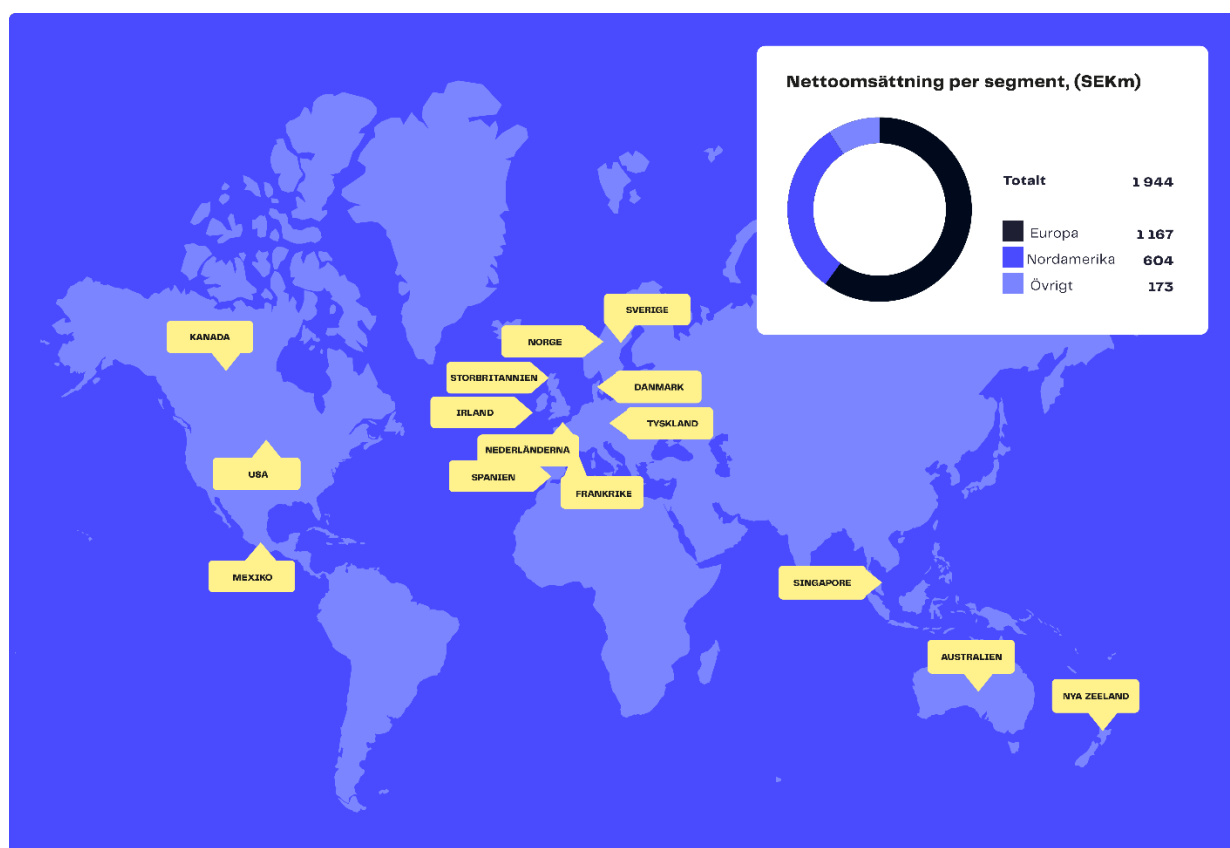 Nettoomsättning per segment, (SEKm)
Totalt 1 944
Europa 1 167
Nordamerika 604
Övrigt 173
SVERIGE
KANADA
NORGE
STORBRITANNIEN
DANMARK
IRLAND
TYSKLAND
NEDERLÄNDERNA
USA
SPANIEN
FRANKRIKE
MEXIKO
SINGAPORE
AUSTRALIEN
NYA ZEELAND